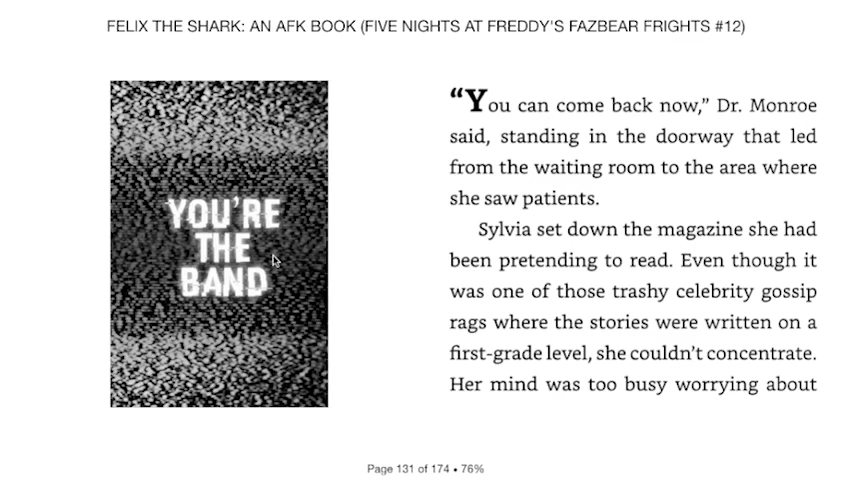 FELIX THE SHARK: AN AFK BOOK (FIVE NIGHTS AT FREDDY'S FAZBEAR FRIGHTS #12)
YOU'RE
THE
BAND
“You can come back now,” Dr. Monroe
said, standing in the doorway that led
from the waiting room to the area where
she saw patients.
Sylvia set down the magazine she had
been pretending to read. Even though it
was one of those trashy celebrity gossip
rags where the stories were written on a
first-grade level, she couldn’t concentrate.
Her mind was too busy worrying about
Page 131 of 174 • 76%